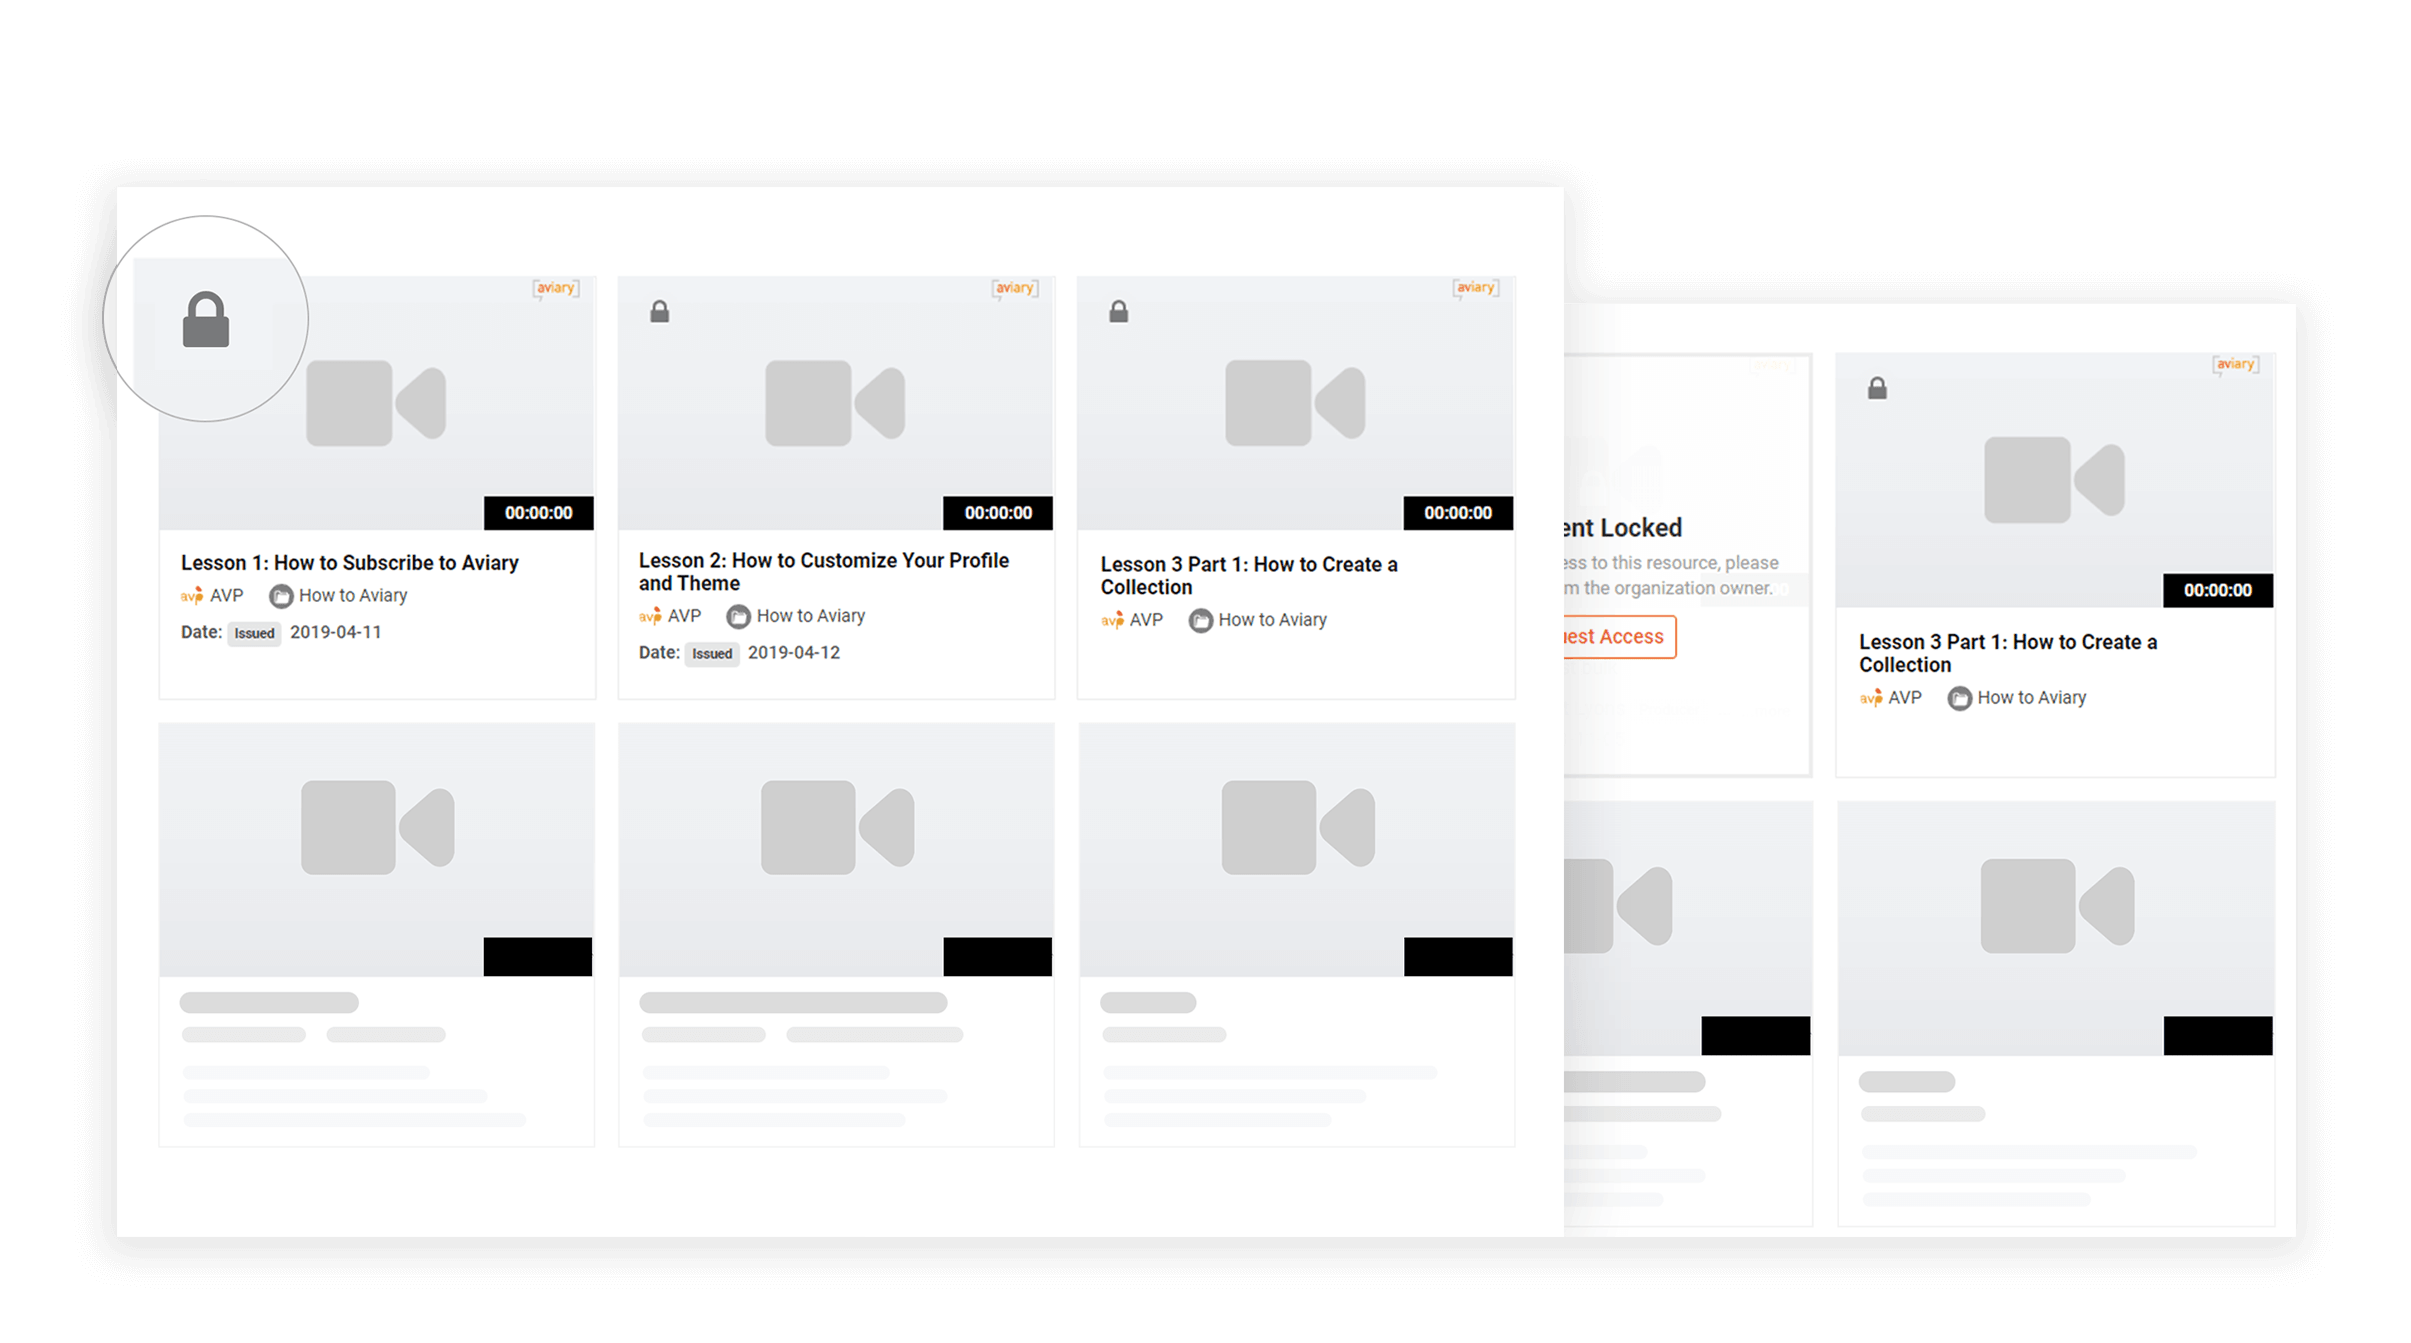 aviary
00:00:00
Lesson 1: How to Subscribe to Aviary
avp AVP How to Aviary
Date: Issued 2019-04-11
aviary
00:00:00
Lesson 2: How to Customize Your Profile
and Theme
avp AVP How to Aviary
Date: Issued 2019-04-12
aviary
00:00:00
Lesson 3 Part 1: How to Create a
Collection
avp AVP How to Aviary
ent Locked
ess to this resource, please
m the organization owner.
uest Access
aviary
00:00:00
Lesson 3 Part 1: How to Create a
Collection
avp AVP How to Aviary